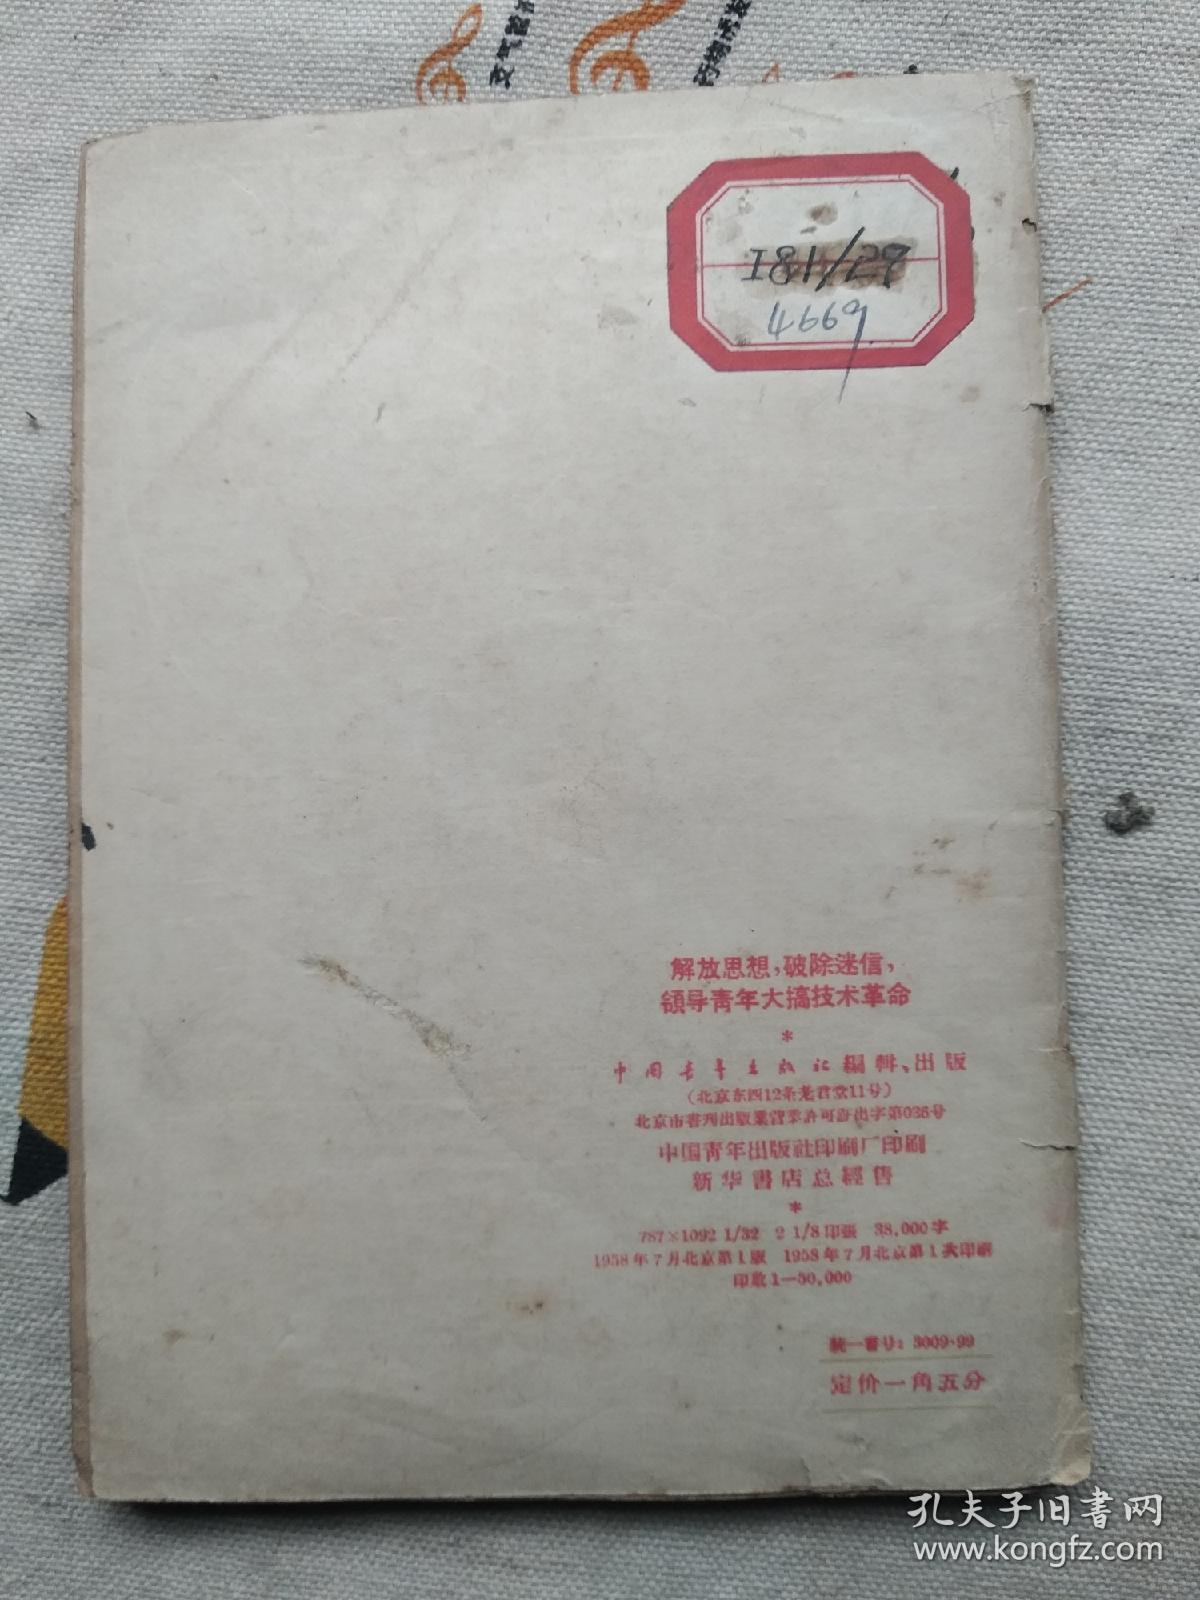 I81/29
4669
解放思想，破除迷信，
領导青年大搞技术革命
*
中国青年出版社編輯、出版
(北京东四12条老君堂11号)
北京市書刊出版業营業許可証出字第036号
中国青年出版社印刷厂印刷
新华書店总經售
*
787×1092 1/32 2 1/8印張 38,000字
1958年7月北京第1版 1958年7月北京第1次印刷
印数1—50,000
統一書号：3009·99
定价一角五分
孔夫子旧書网
www.kongfz.com